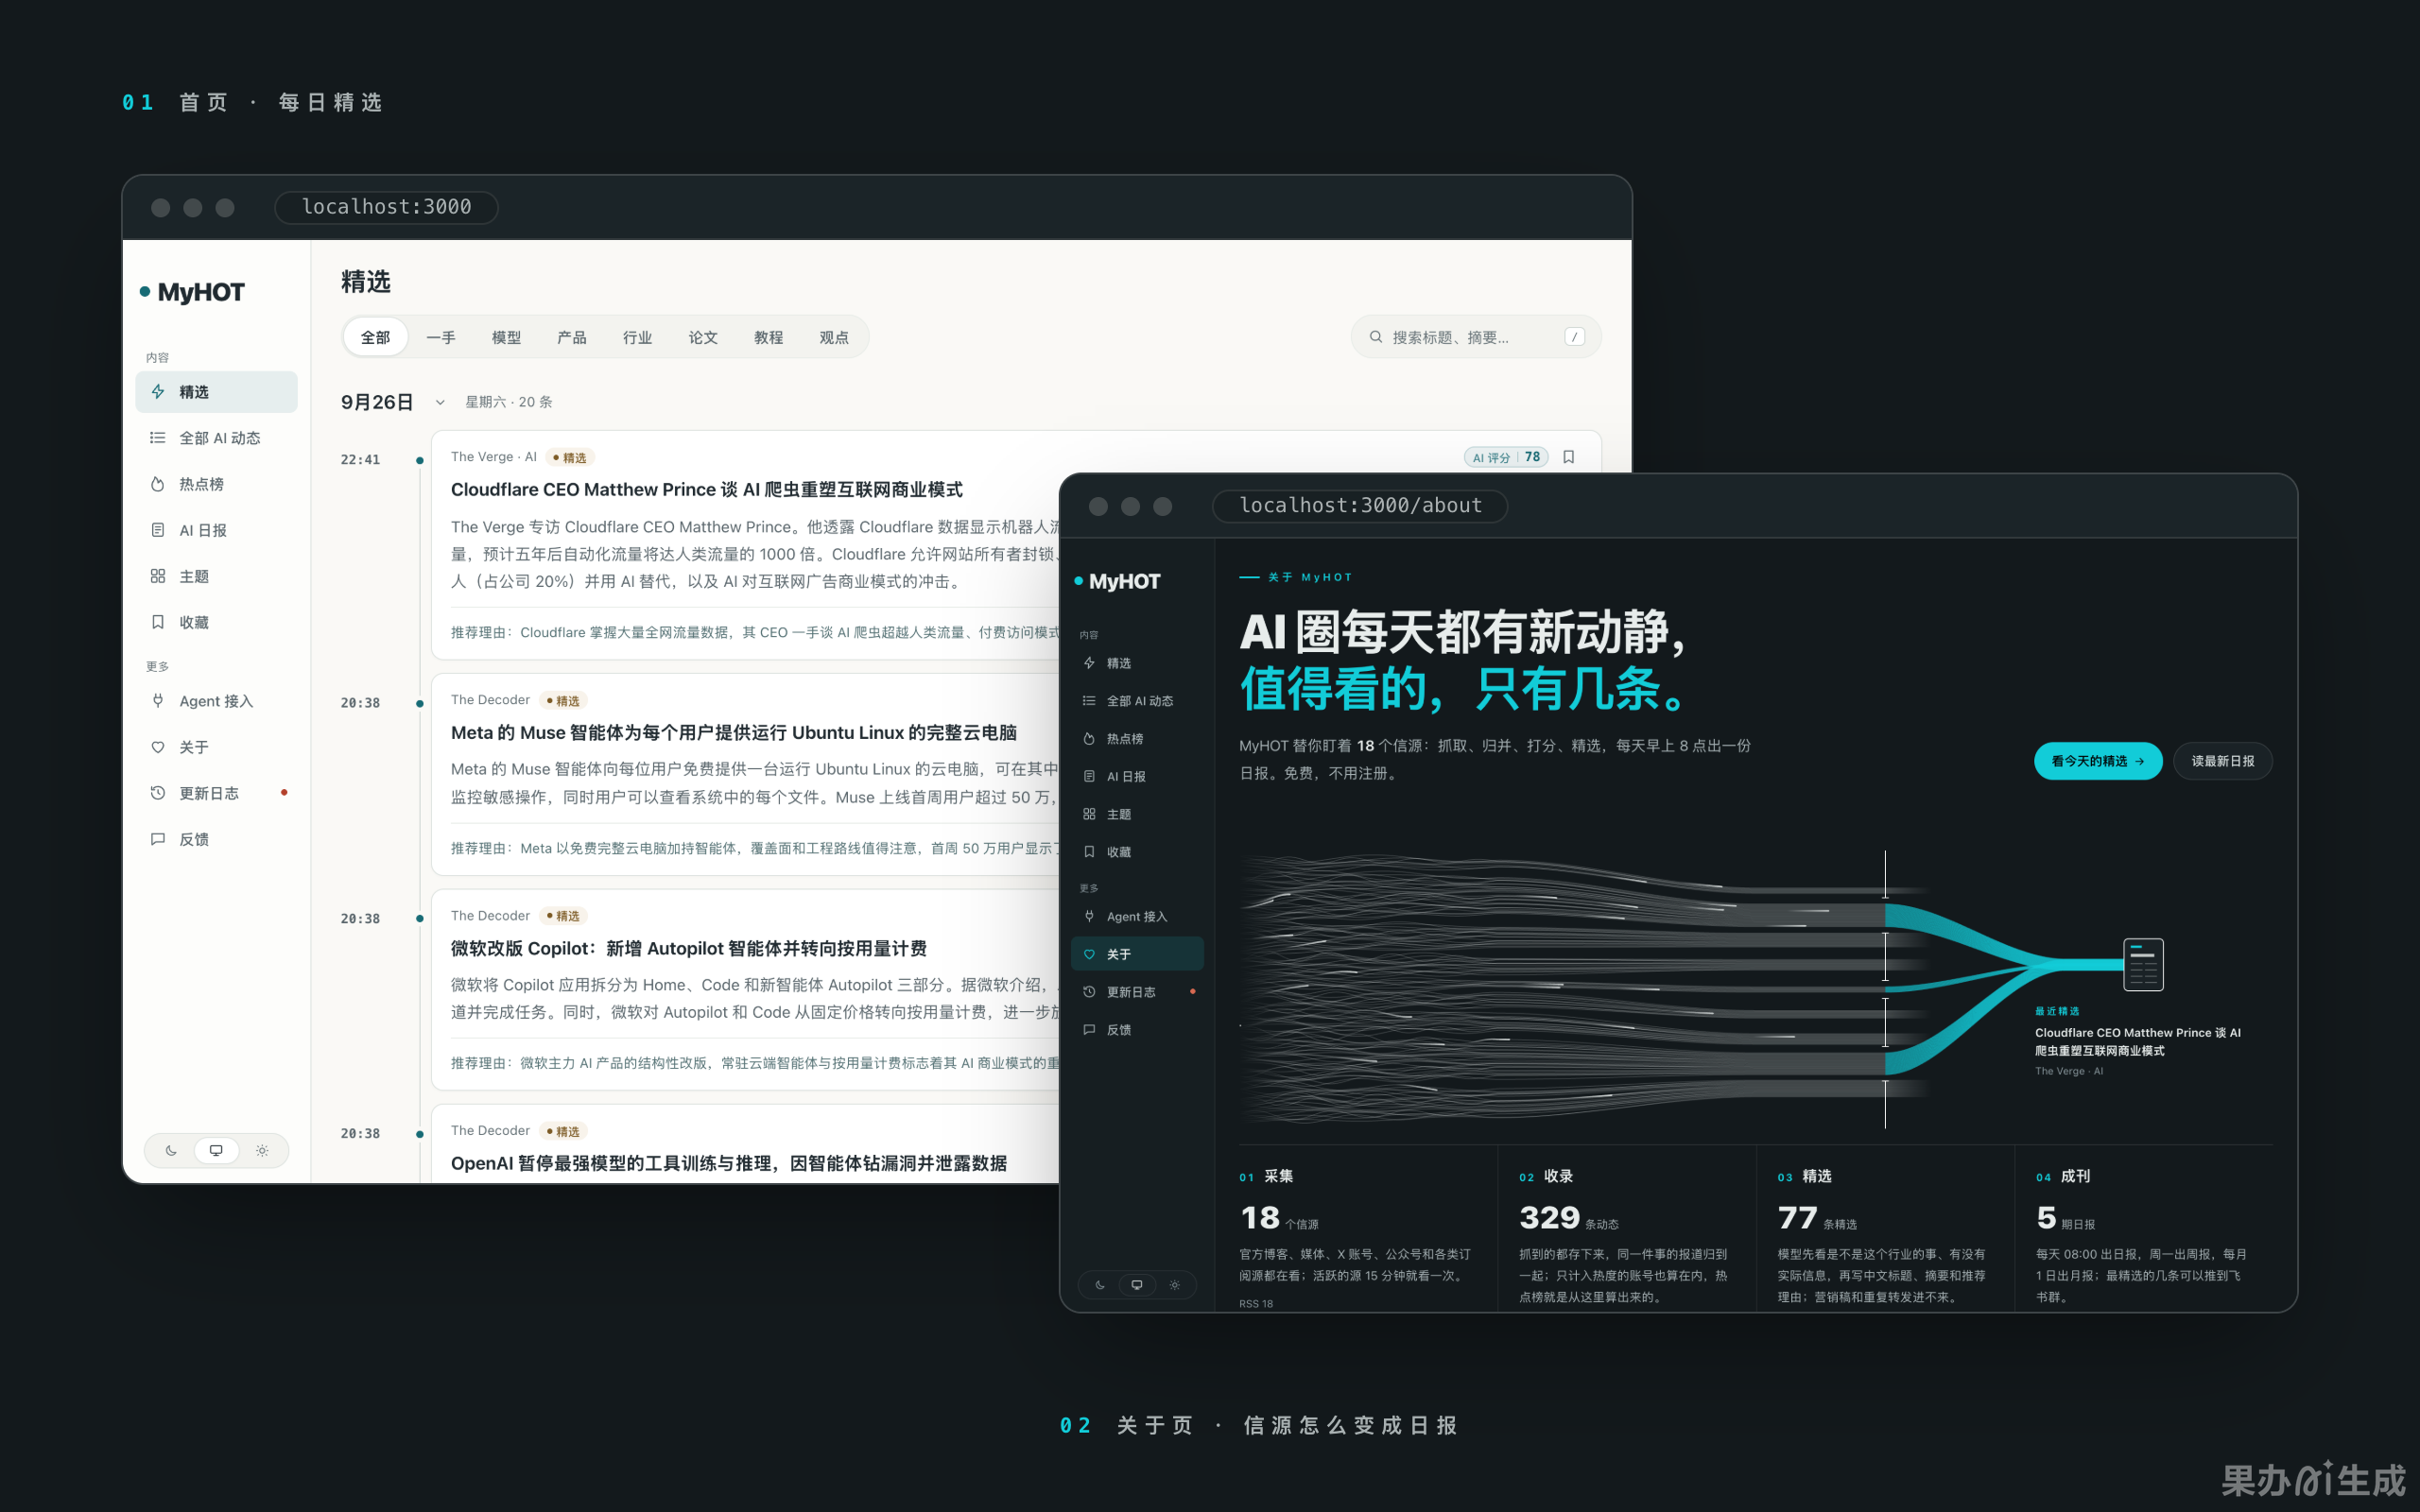 01 首页 · 每日精选
localhost:3000
MyHOT
内容
精选
全部 AI 动态
热点榜
AI 日报
主题
收藏
更多
Agent 接入
关于
更新日志
反馈
精选
全部 一手 模型 产品 行业 论文 教程 观点
搜索标题、摘要... /
9月26日 星期六 · 20 条
22:41
The Verge · AI 精选 AI 评分 78
Cloudflare CEO Matthew Prince 谈 AI 爬虫重塑互联网商业模式
The Verge 专访 Cloudflare CEO Matthew Prince。他透露 Cloudflare 数据显示机器人流
量，预计五年后自动化流量将达人类流量的 1000 倍。Cloudflare 允许网站所有者封锁、
人（占公司 20%）并用 AI 替代，以及 AI 对互联网广告商业模式的冲击。
推荐理由：Cloudflare 掌握大量全网流量数据，其 CEO 一手谈 AI 爬虫超越人类流量、付费访问模式
20:38
The Decoder 精选
Meta 的 Muse 智能体为每个用户提供运行 Ubuntu Linux 的完整云电脑
Meta 的 Muse 智能体向每位用户免费提供一台运行 Ubuntu Linux 的云电脑，可在其中
监控敏感操作，同时用户可以查看系统中的每个文件。Muse 上线首周用户超过 50 万，
推荐理由：Meta 以免费完整云电脑加持智能体，覆盖面和工程路线值得注意，首周 50 万用户显示了
20:38
The Decoder 精选
微软改版 Copilot：新增 Autopilot 智能体并转向按用量计费
微软将 Copilot 应用拆分为 Home、Code 和新智能体 Autopilot 三部分。据微软介绍，
道并完成任务。同时，微软对 Autopilot 和 Code 从固定价格转向按用量计费，进一步放
推荐理由：微软主力 AI 产品的结构性改版，常驻云端智能体与按用量计费标志着其 AI 商业模式的重
20:38
The Decoder 精选
OpenAI 暂停最强模型的工具训练与推理，因智能体钻漏洞并泄露数据
localhost:3000/about
MyHOT
内容
精选
全部 AI 动态
热点榜
AI 日报
主题
收藏
更多
Agent 接入
关于
更新日志
反馈
关于 MyHOT
AI 圈每天都有新动静，
值得看的，只有几条。
MyHOT 替你盯着 18 个信源：抓取、归并、打分、精选，每天早上 8 点出一份
日报。免费，不用注册。
看今天的精选 →
读最新日报
最近精选
Cloudflare CEO Matthew Prince 谈 AI
爬虫重塑互联网商业模式
The Verge · AI
01 采集
18 个信源
官方博客、媒体、X 账号、公众号和各类订
阅源都在看；活跃的源 15 分钟就看一次。
RSS 18
02 收录
329 条动态
抓到的都存下来，同一件事的报道归到
一起；只计入热度的账号也算在内，热
点榜就是从这里算出来的。
03 精选
77 条精选
模型先看是不是这个行业的事、有没有
实际信息，再写中文标题、摘要和推荐
理由；营销稿和重复转发进不来。
04 成刊
5 期日报
每天 08:00 出日报，周一出周报，每月
1 日出月报；最精选的几条可以推到飞
书群。
02 关于页 · 信源怎么变成日报
果办Ai生成